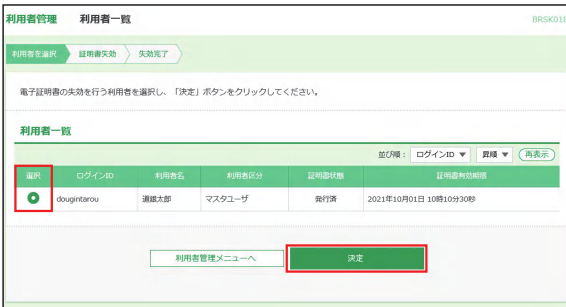 利用者管理 利用者一覧 BRSK018
利用者を選択 証明書失効 失効完了
電子証明書の失効を行う利用者を選択し、「決定」ボタンをクリックしてください。
利用者一覧
並び順： ログインID ▼ 昇順 ▼ 再表示
選択 ログインID 利用者名 利用者区分 証明書状態 証明書有効期限
dougintarou 道銀太郎 マスタユーザ 発行済 2021年10月01日 10時10分30秒
利用者管理メニューへ 決定